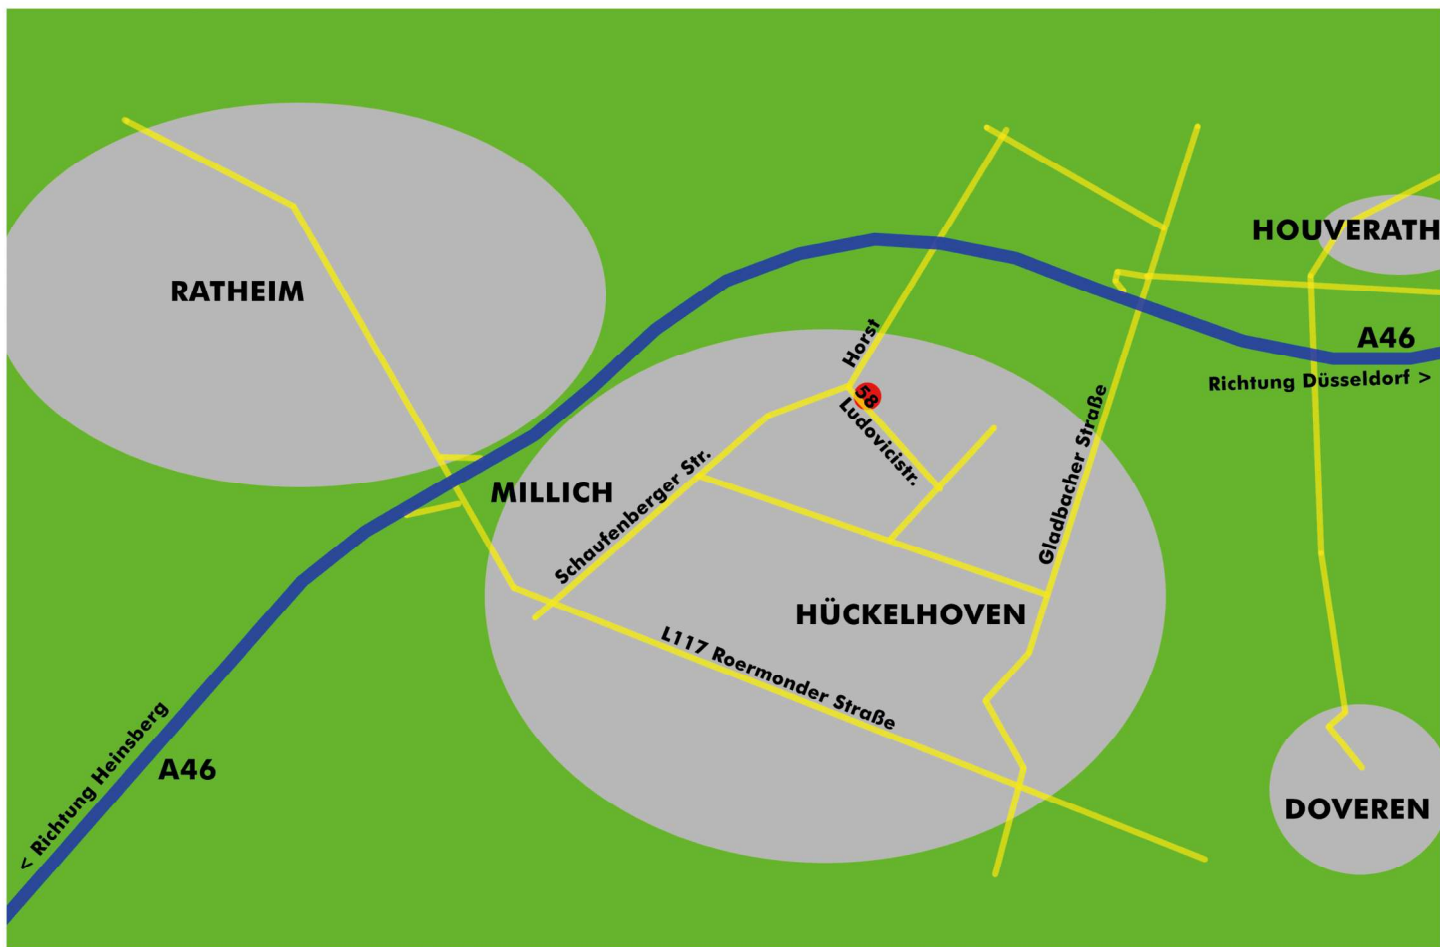 HOUVERATH
RATHEIM
Horst
A46
Richtung Düsseldorf >
58
Ludovicistr.
Gladbacher Straße
Schaufenberger Str.
MILLICH
HÜCKELHOVEN
L117 Roermonder Straße
< Richtung Heinsberg
A46
DOVEREN